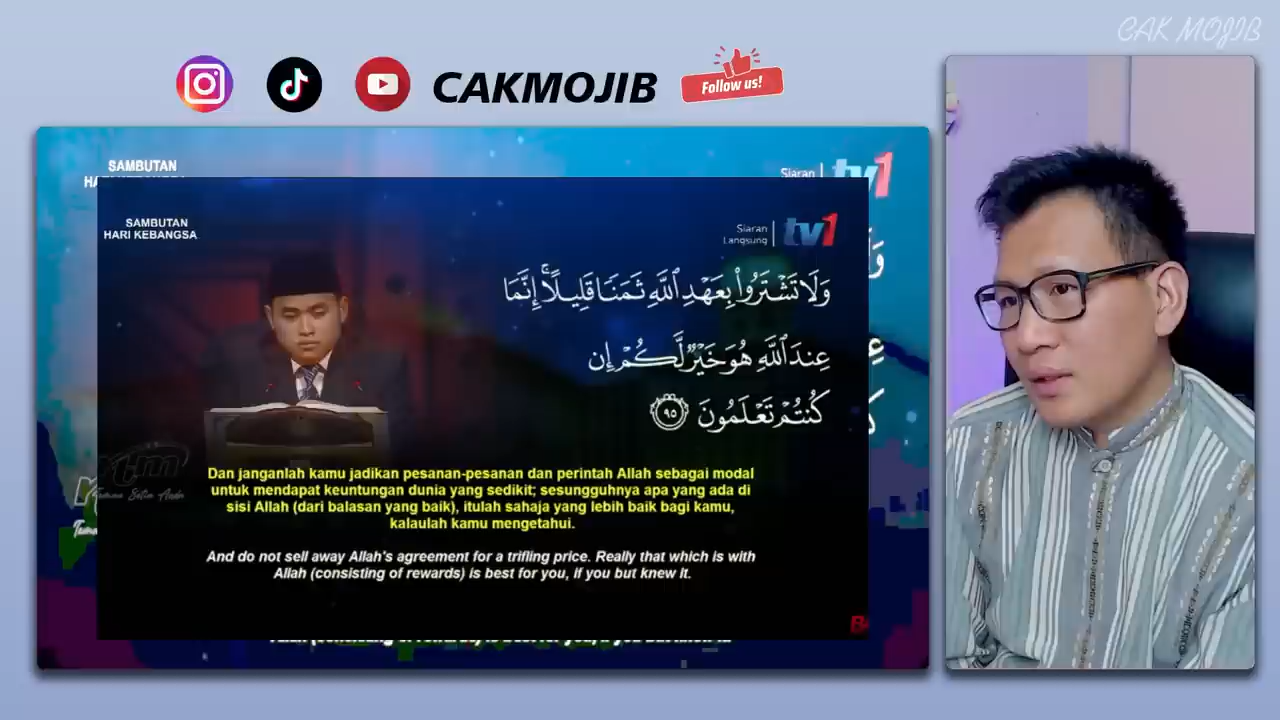 CAK MOJIB
CAKMOJIB
Follow us!
SAMBUTAN
Siaran
tv1
SAMBUTAN
HARI KEBANGSA
Siaran
Langsung
tv1
وَلَا تَشْتَرُوا۟ بِعَهْدِ ٱللَّهِ ثَمَنًا قَلِيلًا ۚ إِنَّمَا
عِندَ ٱللَّهِ هُوَ خَيْرٌ لَّكُمْ إِن
كُنتُمْ تَعْلَمُونَ ٩٥
Teman Setia Anda
Dan janganlah kamu jadikan pesanan-pesanan dan perintah Allah sebagai modal
untuk mendapat keuntungan dunia yang sedikit; sesungguhnya apa yang ada di
sisi Allah (dari balasan yang baik), itulah sahaja yang lebih baik bagi kamu,
kalaulah kamu mengetahui.
And do not sell away Allah's agreement for a trifling price. Really that which is with
Allah (consisting of rewards) is best for you, if you but knew it.